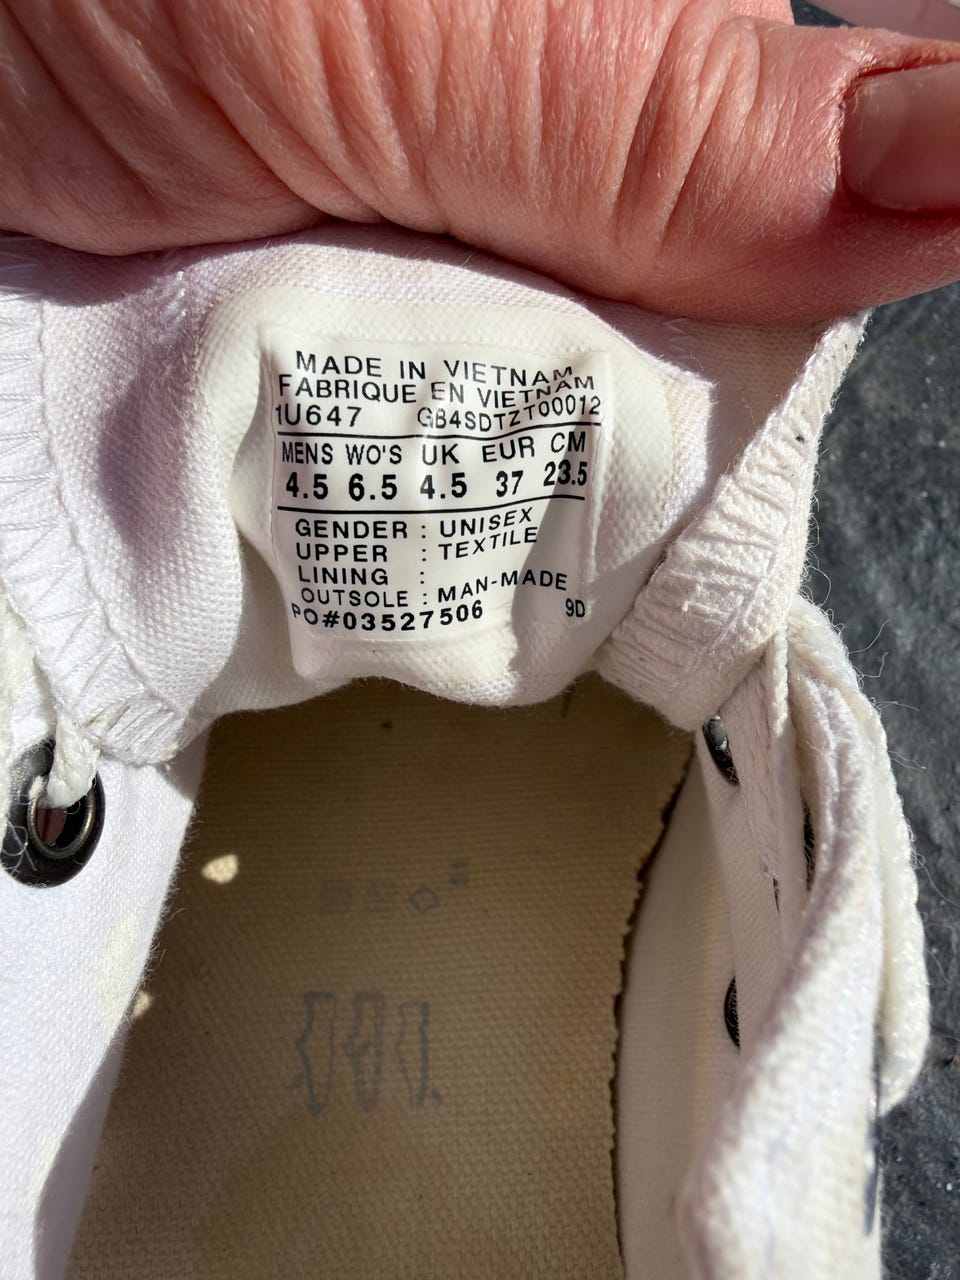 MADE IN VIETNAM
FABRIQUE EN VIETNAM
1U647 GB4SDTZT00012
MENS WO'S UK EUR CM
4.5 6.5 4.5 37 23.5
GENDER : UNISEX
UPPER : TEXTILE
LINING :
OUTSOLE : MAN-MADE
PO#03527506 9D